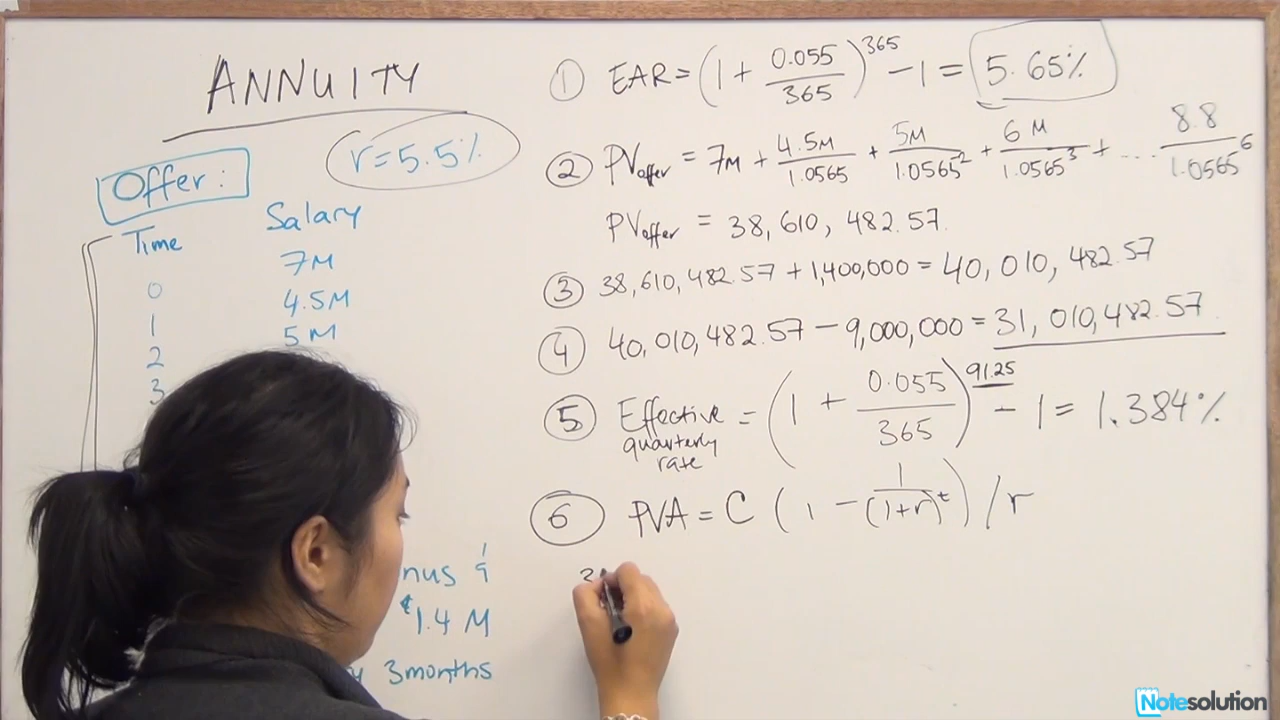 ANNUITY
r=5.5%
Offer:
Time Salary
7M
0 4.5M
1 5M
2
3
9
1.4 M
3months
① EAR = (1 + 0.055/365)^365 - 1 = 5.65%
② PVoffer = 7M + 4.5M/1.0565 + 5M/1.0565^2 + 6M/1.0565^3 + .... 8.8/1.0565^6
PVoffer = 38,610,482.57.
③ 38,610,482.57 + 1,400,000 = 40,010,482.57
④ 40,010,482.57 - 9,000,000 = 31,010,482.57.
⑤ Effective quarterly rate = (1 + 0.055/365)^91.25 - 1 = 1.384%
⑥ PVA = C (1 - 1/(1+r)^t) / r
3
Notesolution